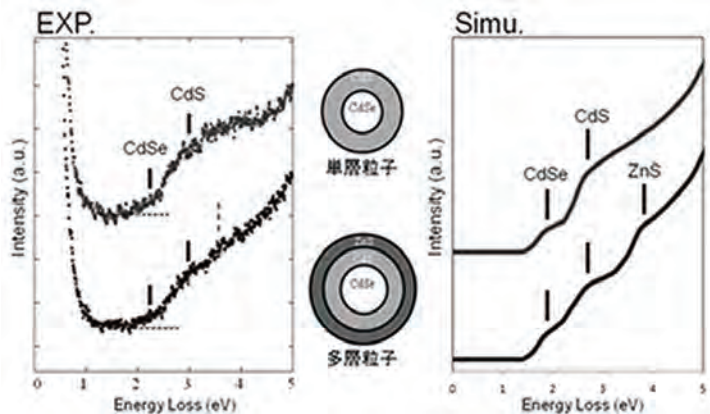 EXP.
Intensity (a.u.)
CdS
CdSe
0 1 2 3 4 5
Energy Loss (eV)
CdSe
単層粒子
ZnS
CdSe
多層粒子
Simu.
Intensity (a.u.)
CdS
CdSe
ZnS
0 1 2 3 4 5
Energy Loss (eV)